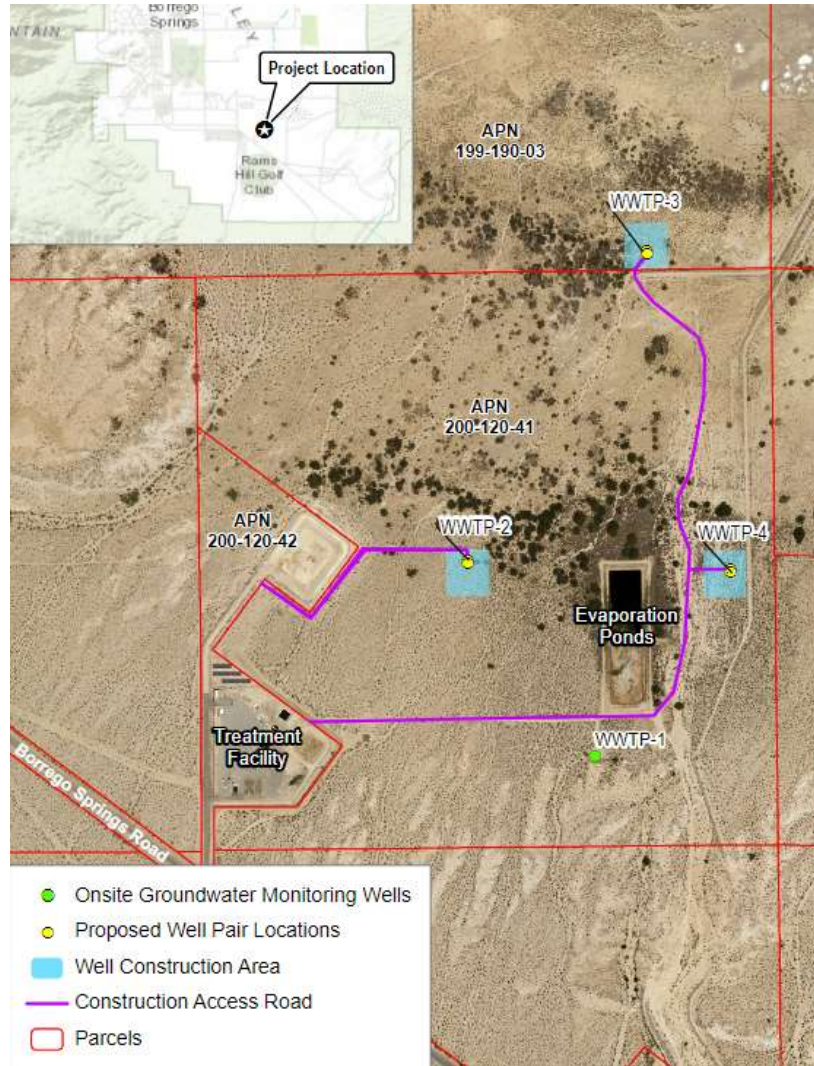 NTAIN
Borrego
Springs
LEY
Project Location
Rams
Hill Golf
Club
APN
199-190-03
WWTP-3
APN
200-120-41
APN
200-120-42
WWTP-2
WWTP-4
Evaporation
Ponds
Treatment
Facility
WWTP-1
Borrego Springs Road
Onsite Groundwater Monitoring Wells
Proposed Well Pair Locations
Well Construction Area
Construction Access Road
Parcels